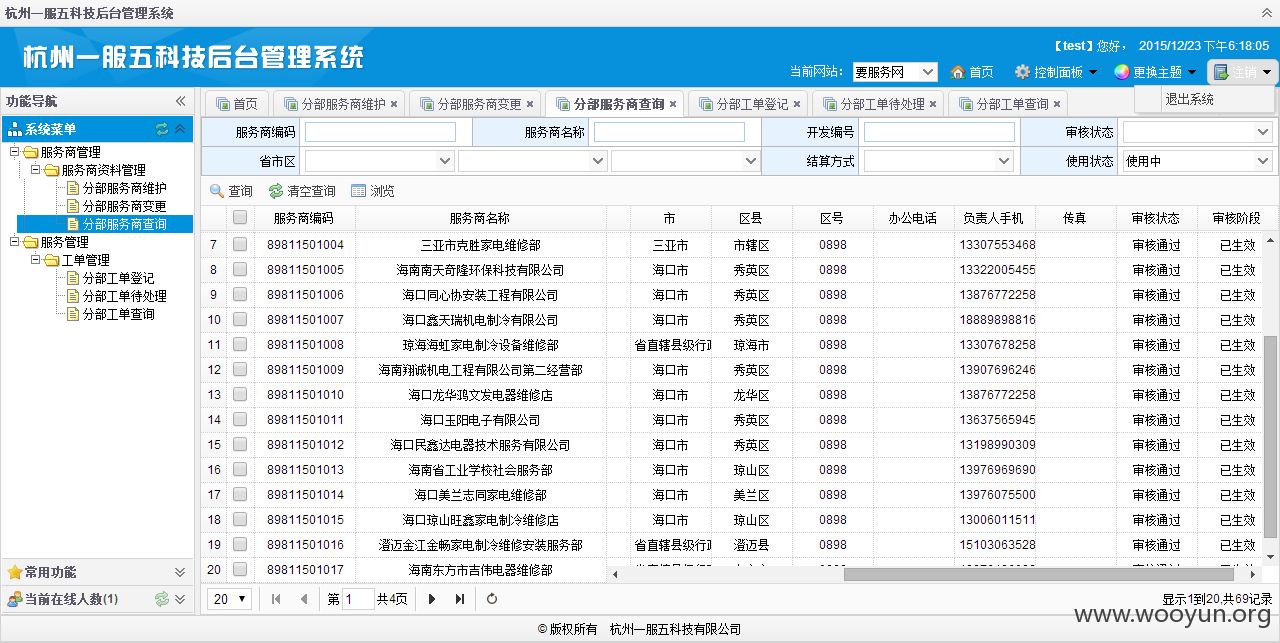 杭州一服五科技后台管理系统
杭州一服五科技后台管理系统
【test】您好， 2015/12/23 下午6:18:05
当前网站： 要服务网 首页 控制面板 更换主题 注销
退出系统
功能导航
首页 分部服务商维护 × 分部服务商变更 × 分部服务商查询 × 分部工单登记 × 分部工单待处理 × 分部工单查询 ×
系统菜单
服务商管理
服务商资料管理
分部服务商维护
分部服务商变更
分部服务商查询
服务管理
工单管理
分部工单登记
分部工单待处理
分部工单查询
常用功能
当前在线人数(1)
服务商编码 服务商名称 开发编号 审核状态
省市区 结算方式 使用状态 使用中
查询 清空查询 浏览
服务商编码 服务商名称 市 区县 区号 办公电话 负责人手机 传真 审核状态 审核阶段
7 89811501004 三亚市克胜家电维修部 三亚市 市辖区 0898 13307553468 审核通过 已生效
8 89811501005 海南南天奇隆环保科技有限公司 海口市 秀英区 0898 13322005455 审核通过 已生效
9 89811501006 海口同心协安装工程有限公司 海口市 秀英区 0898 13876772258 审核通过 已生效
10 89811501007 海口鑫天瑞机电制冷有限公司 海口市 秀英区 0898 18889898816 审核通过 已生效
11 89811501008 琼海海虹家电制冷设备维修部 省直辖县级行政 琼海市 0898 13307678258 审核通过 已生效
12 89811501009 海南翔诚机电工程有限公司第二经营部 海口市 秀英区 0898 13907696246 审核通过 已生效
13 89811501010 海口龙华鸿文发电器维修店 海口市 龙华区 0898 13876772258 审核通过 已生效
14 89811501011 海口玉阳电子有限公司 海口市 秀英区 0898 13637565945 审核通过 已生效
15 89811501012 海口民鑫达电器技术服务有限公司 海口市 秀英区 0898 13198990309 审核通过 已生效
16 89811501013 海南省工业学校社会服务部 海口市 琼山区 0898 13976969690 审核通过 已生效
17 89811501014 海口美兰志同家电维修部 海口市 美兰区 0898 13976075500 审核通过 已生效
18 89811501015 海口琼山旺鑫家电制冷维修店 海口市 琼山区 0898 13006011511 审核通过 已生效
19 89811501016 澄迈金江金畅家电制冷维修安装服务部 省直辖县级行政 澄迈县 0898 15103063528 审核通过 已生效
20 89811501017 海南东方市吉伟电器维修部
20 第 1 共4页 显示1到20,共69记录
www.wooyun.org
© 版权所有 杭州一服五科技有限公司